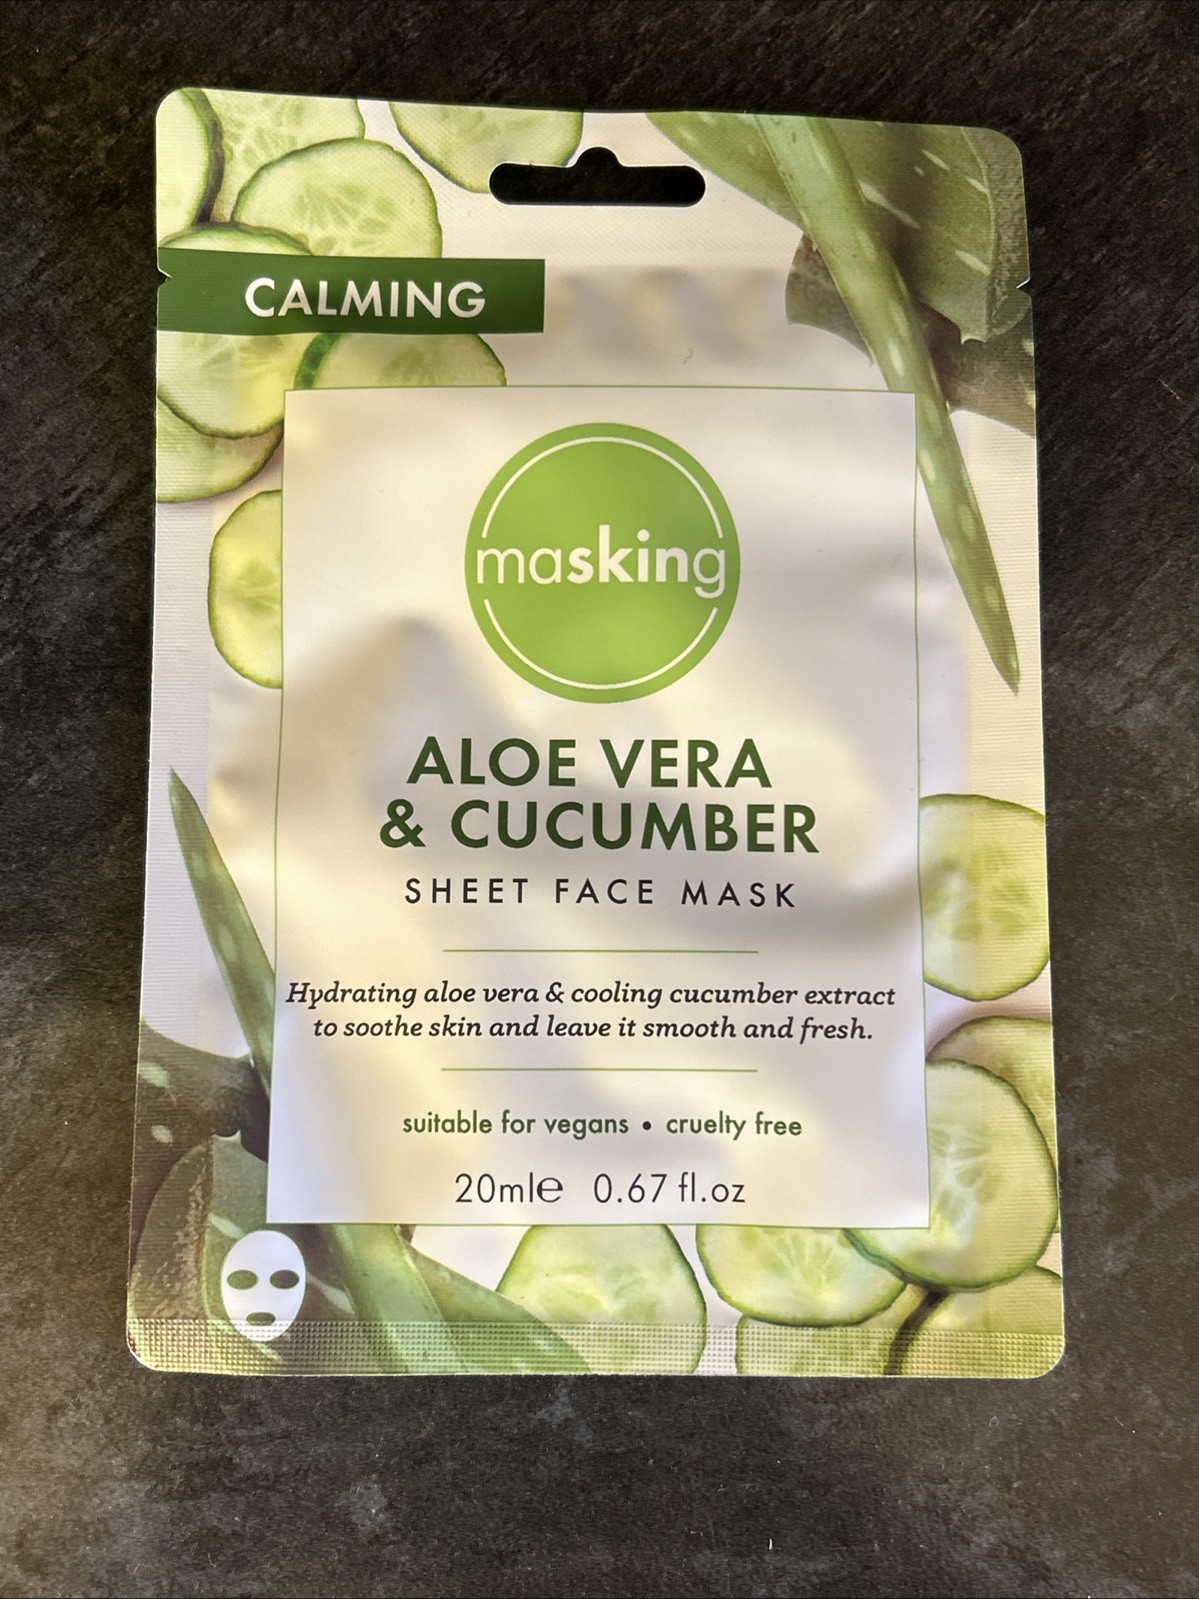 CALMING
masking
ALOE VERA
& CUCUMBER
SHEET FACE MASK
Hydrating aloe vera & cooling cucumber extract
to soothe skin and leave it smooth and fresh.
suitable for vegans • cruelty free
20ml℮ 0.67 fl.oz